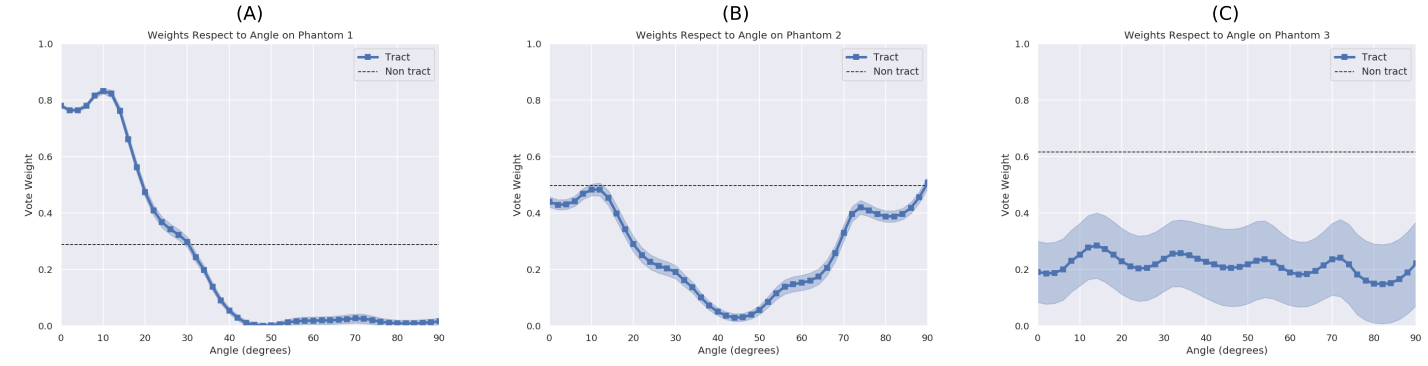 (A)
Weights Respect to Angle on Phantom 1
Vote Weight
1.0
0.8
0.6
0.4
0.2
0.0
Tract
Non tract
0 10 20 30 40 50 60 70 80 90
Angle (degrees)
(B)
Weights Respect to Angle on Phantom 2
Vote Weight
1.0
0.8
0.6
0.4
0.2
0.0
Tract
Non tract
0 10 20 30 40 50 60 70 80 90
Angle (degrees)
(C)
Weights Respect to Angle on Phantom 3
Vote Weight
1.0
0.8
0.6
0.4
0.2
0.0
Tract
Non tract
0 10 20 30 40 50 60 70 80 90
Angle (degrees)